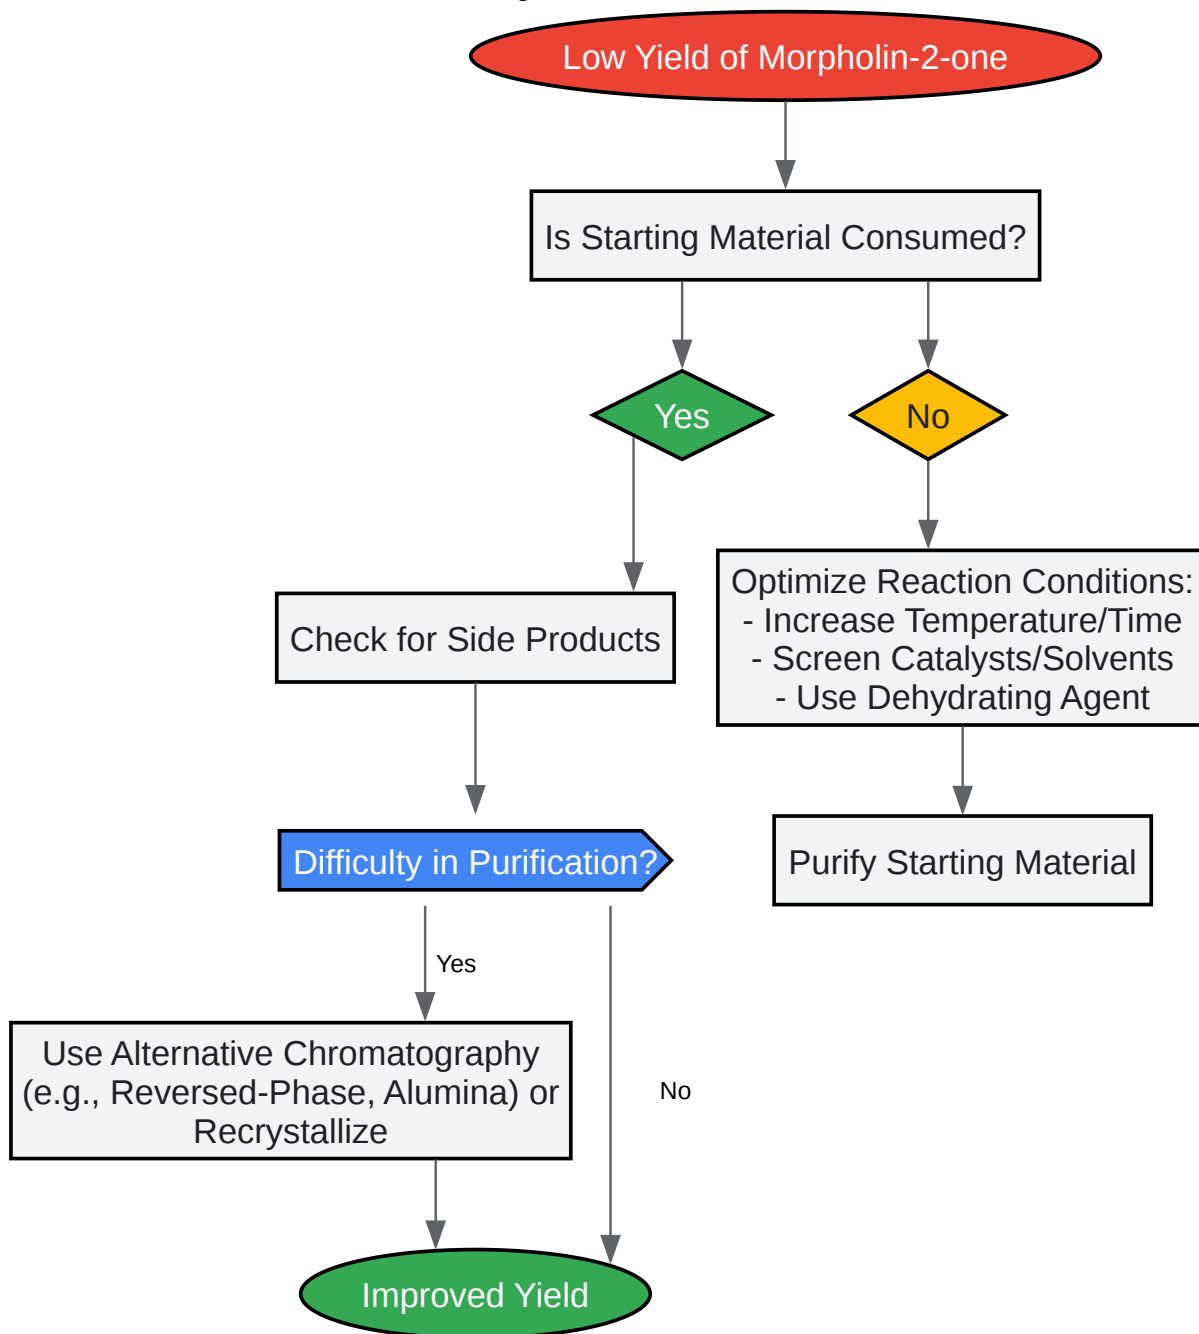 Low Yield of Morpholin-2-one
Is Starting Material Consumed?
Yes
No
Optimize Reaction Conditions:
- Increase Temperature/Time
- Screen Catalysts/Solvents
- Use Dehydrating Agent
Check for Side Products
Difficulty in Purification?
Purify Starting Material
Yes
Use Alternative Chromatography
(e.g., Reversed-Phase, Alumina) or
Recrystallize
No
Improved Yield